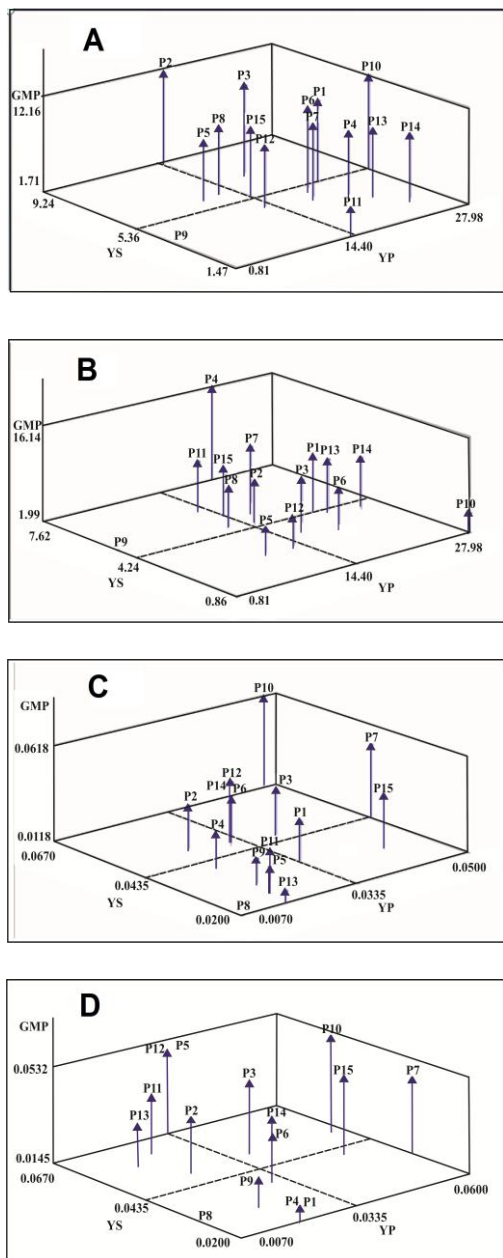 A
P2
P10
P3
GMP
12.16
P6 P1
P8 P15 P7
P5 P12 P4 P13 P14
P11
1.71
9.24
27.98
5.36 P9
14.40
YS YP
1.47 0.81
B
P4
GMP
16.14
P11 P7
P15 P1 P13 P14
P8 P2 P3 P6
P12 P10
P5
1.99
7.62
27.98
P9
4.24
14.40
YS YP
0.86 0.81
C
P10
GMP
0.0618
P7
P12
P14 P6 P3
P2 P15
P4 P1
P11
P9 P5
P13
0.0118
0.0670
0.0500
0.0435
0.0335
YS YP
0.0200 P8 0.0070
D
GMP
P12 P5 P10
0.0532
P3 P15 P7
P11
P13 P2 P14
P6
P9
P4 P1
0.0145
0.0670
0.0600
0.0435
0.0335
YS P8 YP
0.0200 0.0070